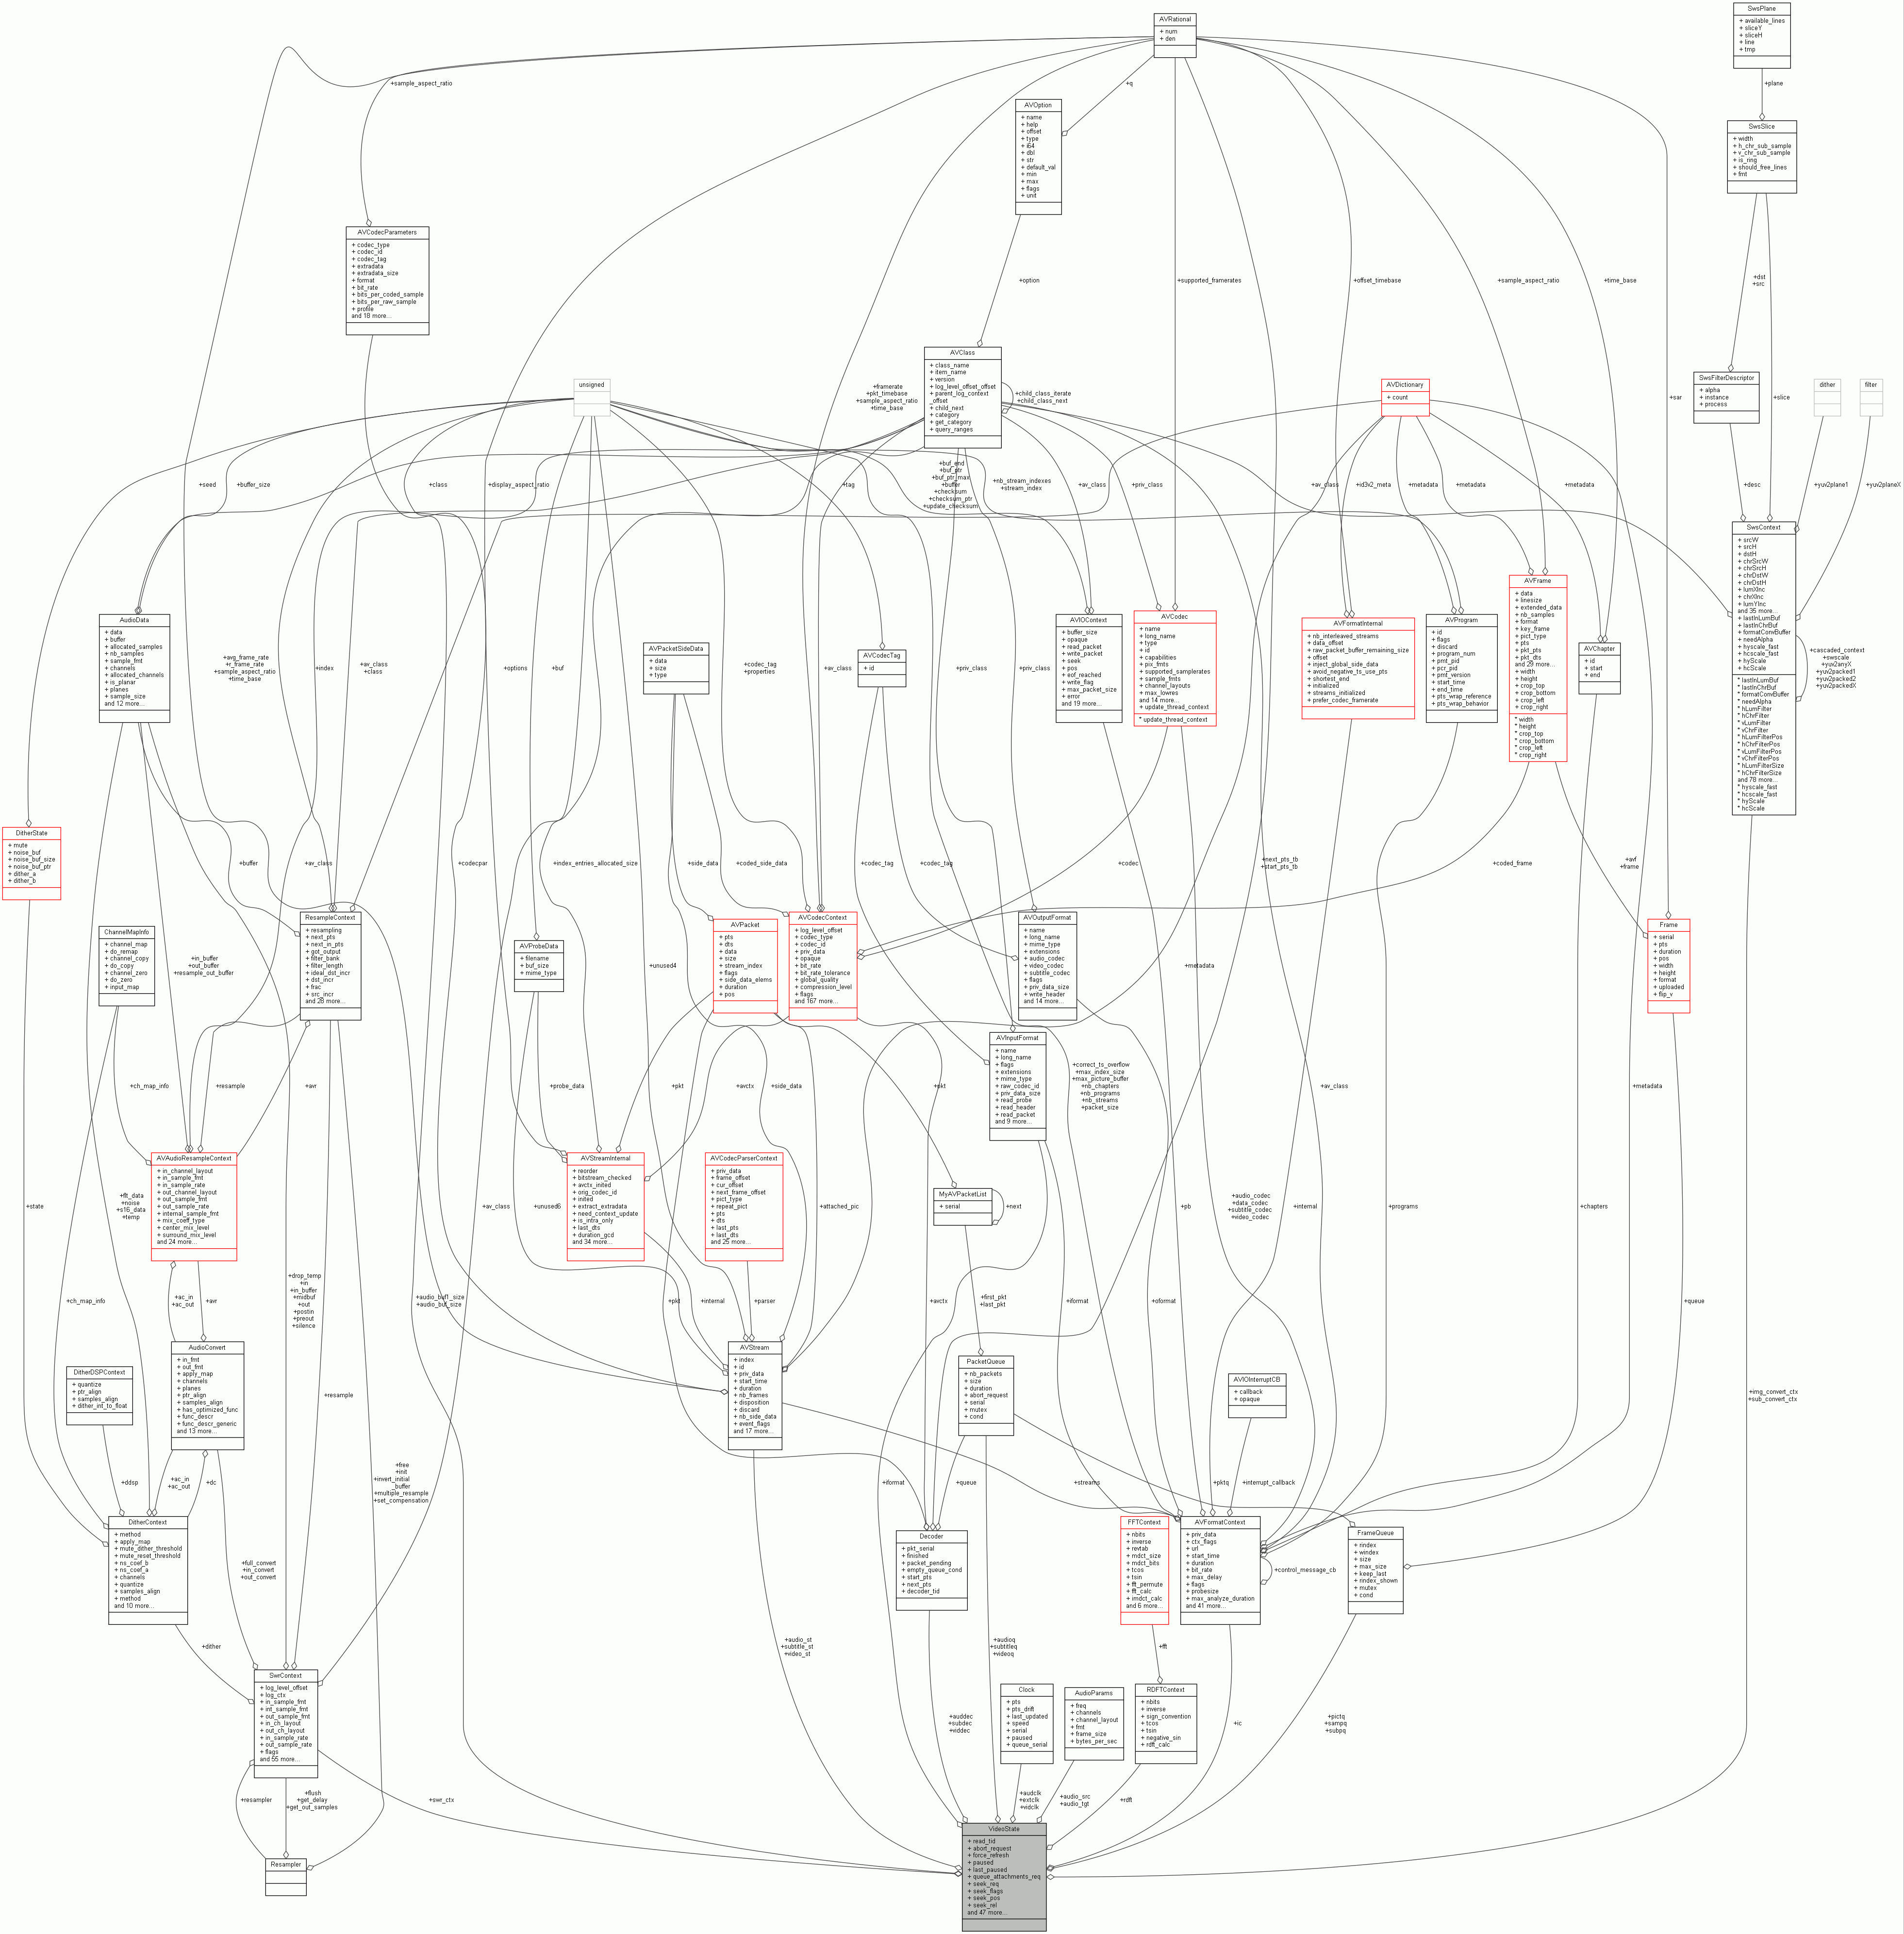 SwsPlane
+ available_lines
+ sliceY
+ sliceH
+ line
+ tmp
AVRational
+ num
+ den
+sample_aspect_ratio
+q
+plane
AVOption
+ name
+ help
+ offset
+ type
+ i64
+ dbl
+ str
+ default_val
+ min
+ max
+ flags
+ unit
SwsSlice
+ width
+ h_chr_sub_sample
+ v_chr_sub_sample
+ is_ring
+ should_free_lines
+ fmt
AVCodecParameters
+ codec_type
+ codec_id
+ codec_tag
+ extradata
+ extradata_size
+ format
+ bit_rate
+ bits_per_coded_sample
+ bits_per_raw_sample
+ profile
and 18 more...
+option
+supported_framerates
+offset_timebase
+sample_aspect_ratio
+time_base
+dst
+src
AVClass
+ class_name
+ item_name
+ version
+ log_level_offset_offset
+ parent_log_context
_offset
+ child_next
+ category
+ get_category
+ query_ranges
+child_class_iterate
+child_class_next
unsigned
+framerate
+pkt_timebase
+sample_aspect_ratio
+time_base
AVDictionary
+ count
+sar
SwsFilterDescriptor
+ alpha
+ instance
+ process
+slice
dither
filter
+seed
+buffer_size
+class
+display_aspect_ratio
+tag
+buf_end
+buf_ptr
+buf_ptr_max
+buffer
+checksum
+checksum_ptr
+update_checksum
+nb_stream_indexes
+stream_index
+av_class
+priv_class
+av_class
+id3v2_meta
+metadata
+metadata
+metadata
+desc
+yuv2plane1
+yuv2planeX
SwsContext
+ srcW
+ srcH
+ dstH
+ chrSrcW
+ chrSrcH
+ chrDstW
+ chrDstH
+ lumXInc
+ chrXInc
+ lumYInc
and 35 more...
+ lastInLumBuf
+ lastInChrBuf
+ formatConvBuffer
+ needAlpha
+ hyscale_fast
+ hcscale_fast
+ hyScale
+ hcScale
* lastInLumBuf
* lastInChrBuf
* formatConvBuffer
* needAlpha
* hLumFilter
* hChrFilter
* vLumFilter
* vChrFilter
* hLumFilterPos
* hChrFilterPos
* vLumFilterPos
* vChrFilterPos
* hLumFilterSize
* hChrFilterSize
and 78 more...
* hyscale_fast
* hcscale_fast
* hyScale
* hcScale
+cascaded_context
+swscale
+yuv2anyX
+yuv2packed1
+yuv2packed2
+yuv2packedX
AudioData
+ data
+ buffer
+ allocated_samples
+ nb_samples
+ sample_fmt
+ channels
+ allocated_channels
+ is_planar
+ planes
+ sample_size
and 12 more...
+avg_frame_rate
+r_frame_rate
+sample_aspect_ratio
+time_base
+index
+av_class
+class
+options
+buf
AVPacketSideData
+ data
+ size
+ type
+codec_tag
+properties
+av_class
AVCodecTag
+ id
+priv_class
+priv_class
AVIOContext
+ buffer_size
+ opaque
+ read_packet
+ write_packet
+ seek
+ pos
+ eof_reached
+ write_flag
+ max_packet_size
+ error
and 19 more...
AVCodec
+ name
+ long_name
+ type
+ id
+ capabilities
+ pix_fmts
+ supported_samplerates
+ sample_fmts
+ channel_layouts
+ max_lowres
and 14 more...
+ update_thread_context
* update_thread_context
AVFormatInternal
+ nb_interleaved_streams
+ data_offset
+ raw_packet_buffer_remaining_size
+ offset
+ inject_global_side_data
+ avoid_negative_ts_use_pts
+ shortest_end
+ initialized
+ streams_initialized
+ prefer_codec_framerate
AVProgram
+ id
+ flags
+ discard
+ program_num
+ pmt_pid
+ pcr_pid
+ pmt_version
+ start_time
+ end_time
+ pts_wrap_reference
+ pts_wrap_behavior
AVFrame
+ data
+ linesize
+ extended_data
+ nb_samples
+ format
+ key_frame
+ pict_type
+ pts
+ pkt_pts
+ pkt_dts
and 29 more...
+ width
+ height
+ crop_top
+ crop_bottom
+ crop_left
+ crop_right
* width
* height
* crop_top
* crop_bottom
* crop_left
* crop_right
AVChapter
+ id
+ start
+ end
DitherState
+ mute
+ noise_buf
+ noise_buf_size
+ noise_buf_ptr
+ dither_a
+ dither_b
+buffer
+av_class
+codecpar
+index_entries_allocated_size
+side_data
+coded_side_data
+codec_tag
+codec_tag
+codec
+next_pts_tb
+start_pts_tb
+coded_frame
+avf
+frame
ChannelMapInfo
+ channel_map
+ do_remap
+ channel_copy
+ do_copy
+ channel_zero
+ do_zero
+ input_map
+in_buffer
+out_buffer
+resample_out_buffer
ResampleContext
+ resampling
+ next_pts
+ next_in_pts
+ got_output
+ filter_bank
+ filter_length
+ ideal_dst_incr
+ dst_incr
+ frac
+ src_incr
and 28 more...
AVProbeData
+ filename
+ buf_size
+ mime_type
+unused4
AVPacket
+ pts
+ dts
+ data
+ size
+ stream_index
+ flags
+ side_data_elems
+ duration
+ pos
AVCodecContext
+ log_level_offset
+ codec_type
+ codec_id
+ priv_data
+ opaque
+ bit_rate
+ bit_rate_tolerance
+ global_quality
+ compression_level
+ flags
and 167 more...
AVOutputFormat
+ name
+ long_name
+ mime_type
+ extensions
+ audio_codec
+ video_codec
+ subtitle_codec
+ flags
+ priv_data_size
+ write_header
and 14 more...
+metadata
Frame
+ serial
+ pts
+ duration
+ pos
+ width
+ height
+ format
+ uploaded
+ flip_v
+ch_map_info
+resample
+avr
+probe_data
+pkt
+avctx
+side_data
+pkt
AVInputFormat
+ name
+ long_name
+ flags
+ extensions
+ mime_type
+ raw_codec_id
+ priv_data_size
+ read_probe
+ read_header
+ read_packet
and 9 more...
+correct_ts_overflow
+max_index_size
+max_picture_buffer
+nb_chapters
+nb_programs
+nb_streams
+packet_size
+av_class
+metadata
AVAudioResampleContext
+ in_channel_layout
+ in_sample_fmt
+ in_sample_rate
+ out_channel_layout
+ out_sample_fmt
+ out_sample_rate
+ internal_sample_fmt
+ mix_coeff_type
+ center_mix_level
+ surround_mix_level
and 24 more...
+state
+flt_data
+noise
+s16_data
+temp
+av_class
+unused6
AVStreamInternal
+ reorder
+ bitstream_checked
+ avctx_inited
+ orig_codec_id
+ inited
+ extract_extradata
+ need_context_update
+ is_intra_only
+ last_dts
+ duration_gcd
and 34 more...
AVCodecParserContext
+ priv_data
+ frame_offset
+ cur_offset
+ next_frame_offset
+ pict_type
+ repeat_pict
+ pts
+ dts
+ last_pts
+ last_dts
and 25 more...
+attached_pic
MyAVPacketList
+ serial
+next
+pb
+audio_codec
+data_codec
+subtitle_codec
+video_codec
+internal
+programs
+chapters
+ch_map_info
+ac_in
+ac_out
+avr
+drop_temp
+in
+in_buffer
+midbuf
+out
+postin
+preout
+silence
+audio_buf1_size
+audio_buf_size
+pkt
+internal
+parser
+avctx
+first_pkt
+last_pkt
+iformat
+oformat
+queue
DitherDSPContext
+ quantize
+ ptr_align
+ samples_align
+ dither_int_to_float
AudioConvert
+ in_fmt
+ out_fmt
+ apply_map
+ channels
+ planes
+ ptr_align
+ samples_align
+ has_optimized_func
+ func_descr
+ func_descr_generic
and 13 more...
+resample
AVStream
+ index
+ id
+ priv_data
+ start_time
+ duration
+ nb_frames
+ disposition
+ discard
+ nb_side_data
+ event_flags
and 17 more...
PacketQueue
+ nb_packets
+ size
+ duration
+ abort_request
+ serial
+ mutex
+ cond
AVIOInterruptCB
+ callback
+ opaque
+img_convert_ctx
+sub_convert_ctx
+ddsp
+ac_in
+ac_out
+dc
+free
+init
+invert_initial
_buffer
+multiple_resample
+set_compensation
+iformat
+queue
+streams
+pktq
+interrupt_callback
DitherContext
+ method
+ apply_map
+ mute_dither_threshold
+ mute_reset_threshold
+ ns_coef_b
+ ns_coef_a
+ channels
+ quantize
+ samples_align
+ method
and 10 more...
+full_convert
+in_convert
+out_convert
Decoder
+ pkt_serial
+ finished
+ packet_pending
+ empty_queue_cond
+ start_pts
+ next_pts
+ decoder_tid
FFTContext
+ nbits
+ inverse
+ revtab
+ mdct_size
+ mdct_bits
+ tcos
+ tsin
+ fft_permute
+ fft_calc
+ imdct_calc
and 6 more...
AVFormatContext
+ priv_data
+ ctx_flags
+ url
+ start_time
+ duration
+ bit_rate
+ max_delay
+ flags
+ probesize
+ max_analyze_duration
and 41 more...
+control_message_cb
FrameQueue
+ rindex
+ windex
+ size
+ max_size
+ keep_last
+ rindex_shown
+ mutex
+ cond
+dither
+audio_st
+subtitle_st
+video_st
+audioq
+subtitleq
+videoq
+fft
SwrContext
+ log_level_offset
+ log_ctx
+ in_sample_fmt
+ int_sample_fmt
+ out_sample_fmt
+ in_ch_layout
+ out_ch_layout
+ in_sample_rate
+ out_sample_rate
+ flags
and 55 more...
+auddec
+subdec
+viddec
Clock
+ pts
+ pts_drift
+ last_updated
+ speed
+ serial
+ paused
+ queue_serial
AudioParams
+ freq
+ channels
+ channel_layout
+ fmt
+ frame_size
+ bytes_per_sec
RDFTContext
+ nbits
+ inverse
+ sign_convention
+ tcos
+ tsin
+ negative_sin
+ rdft_calc
+ic
+pictq
+sampq
+subpq
+resampler
+flush
+get_delay
+get_out_samples
+swr_ctx
+audclk
+extclk
+vidclk
+audio_src
+audio_tgt
+rdft
Resampler
VideoState
+ read_tid
+ abort_request
+ force_refresh
+ paused
+ last_paused
+ queue_attachments_req
+ seek_req
+ seek_flags
+ seek_pos
+ seek_rel
and 47 more...